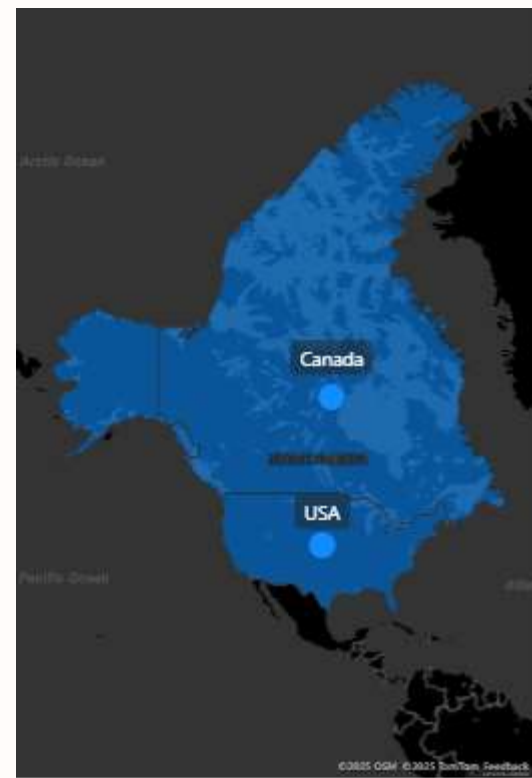 Arctic Ocean
Canada
USA
Pacific Ocean
©2025 OSM ©2025 TomTom Feedback